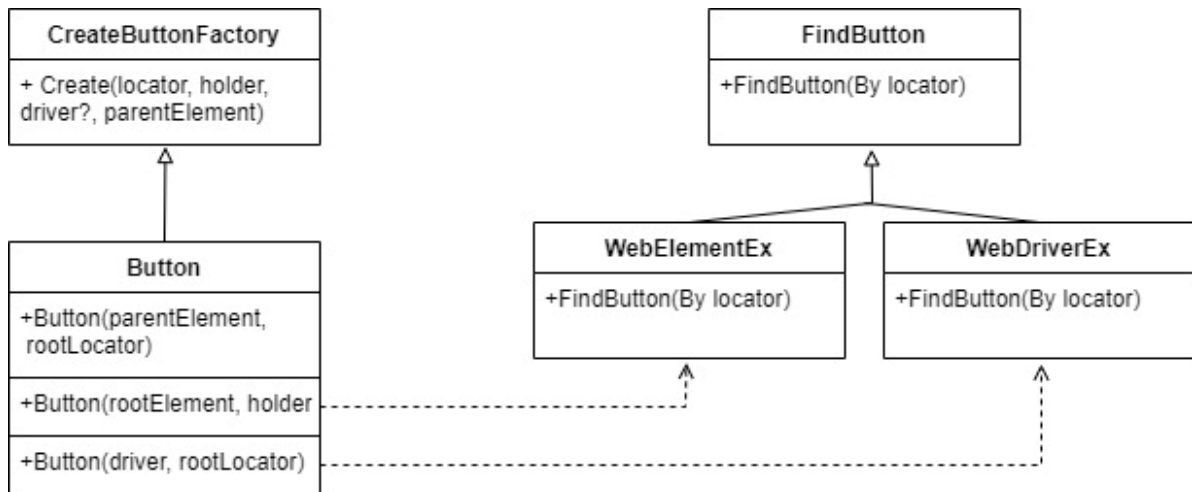 CreateButtonFactory
+ Create(locator, holder,
driver?, parentElement)
FindButton
+FindButton(By locator)
Button
+Button(parentElement,
rootLocator)
+Button(rootElement, holder
+Button(driver, rootLocator)
WebElementEx
+FindButton(By locator)
WebDriverEx
+FindButton(By locator)